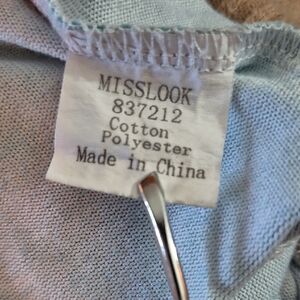 MISSLOOK
837212
Cotton
Polyester
Made in China